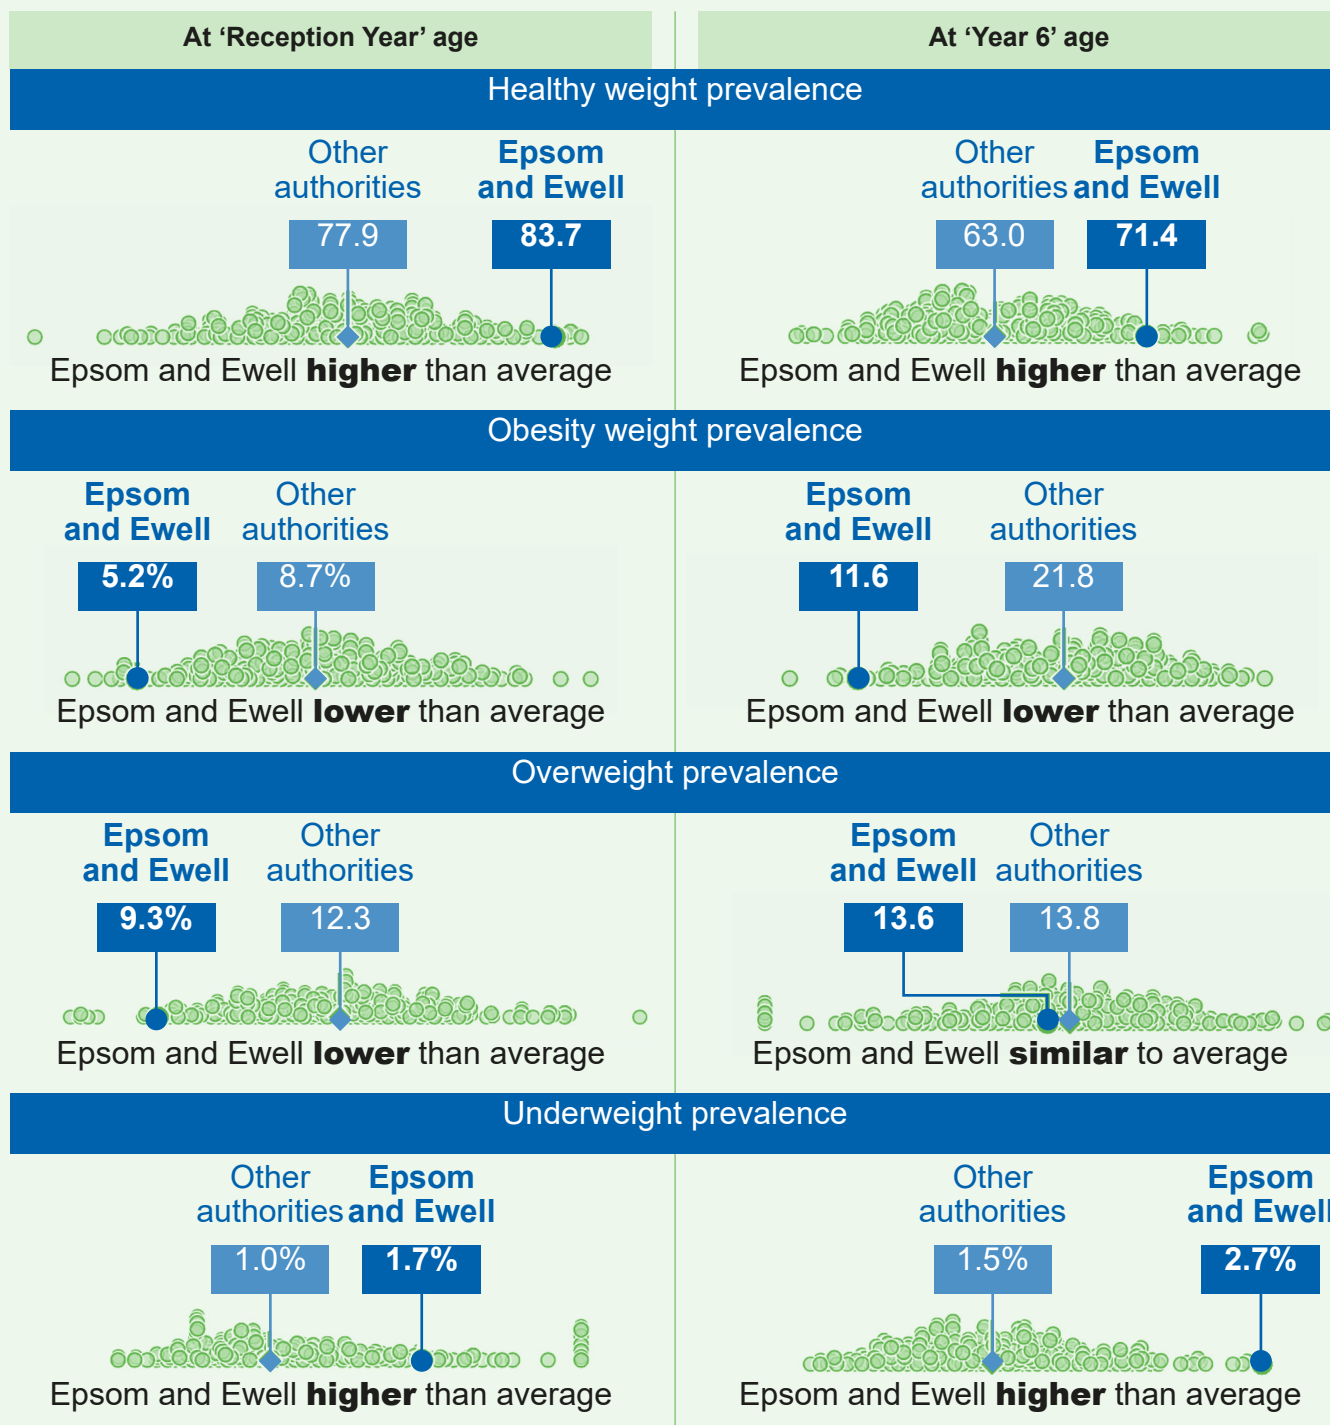 At ‘Reception Year’ age
At ‘Year 6’ age
Healthy weight prevalence
Other
authorities
Epsom
and Ewell
77.9
83.7
Epsom and Ewell higher than average
Other
authorities
Epsom
and Ewell
63.0
71.4
Epsom and Ewell higher than average
Obesity weight prevalence
Epsom
and Ewell
Other
authorities
5.2%
8.7%
Epsom and Ewell lower than average
Epsom
and Ewell
Other
authorities
11.6
21.8
Epsom and Ewell lower than average
Overweight prevalence
Epsom
and Ewell
Other
authorities
9.3%
12.3
Epsom and Ewell lower than average
Epsom
and Ewell
Other
authorities
13.6
13.8
Epsom and Ewell similar to average
Underweight prevalence
Other
authorities
Epsom
and Ewell
1.0%
1.7%
Epsom and Ewell higher than average
Other
authorities
Epsom
and Ewell
1.5%
2.7%
Epsom and Ewell higher than average